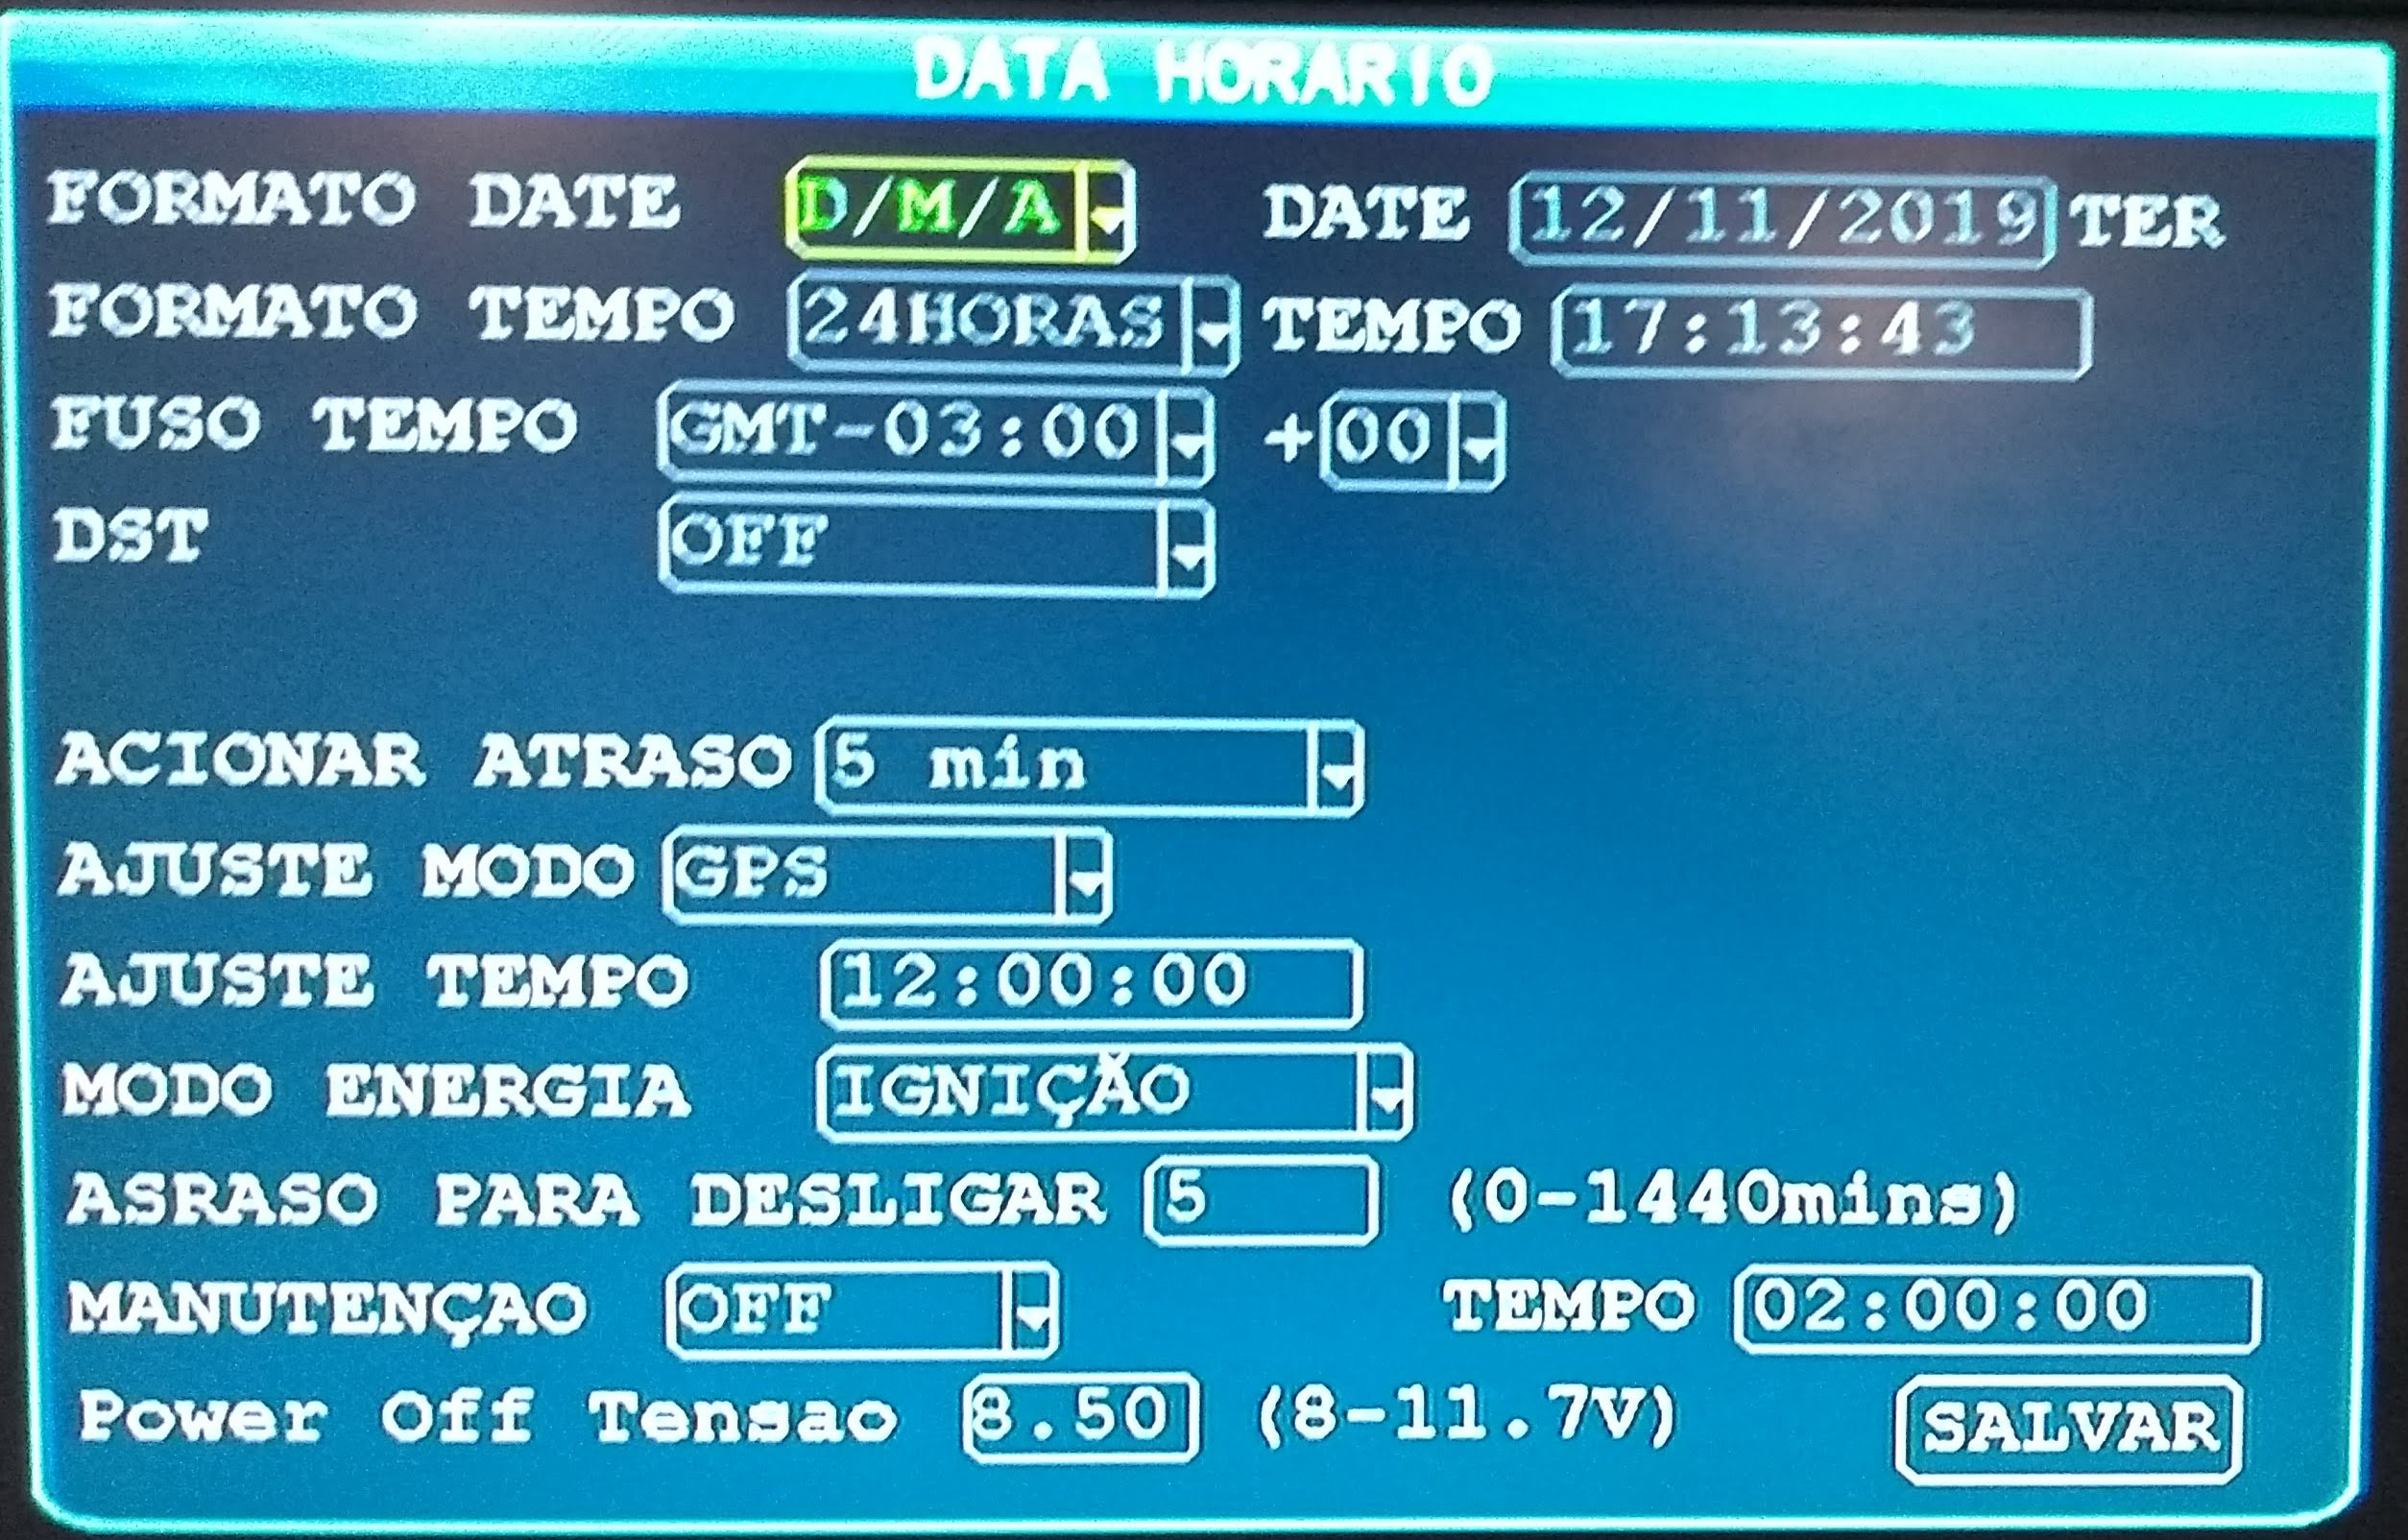 DATA HORARIO
FORMATO DATE D/M/A DATE 12/11/2019 TER
FORMATO TEMPO 24HORAS TEMPO 17:13:43
FUSO TEMPO GMT-03:00 +00
DST OFF
ACIONAR ATRASO 5 min
AJUSTE MODO GPS
AJUSTE TEMPO 12:00:00
MODO ENERGIA IGNIÇÃO
ASRASO PARA DESLIGAR 5 (0-1440mins)
MANUTENÇAO OFF TEMPO 02:00:00
Power Off Tensao 8.50 (8-11.7V) SALVAR